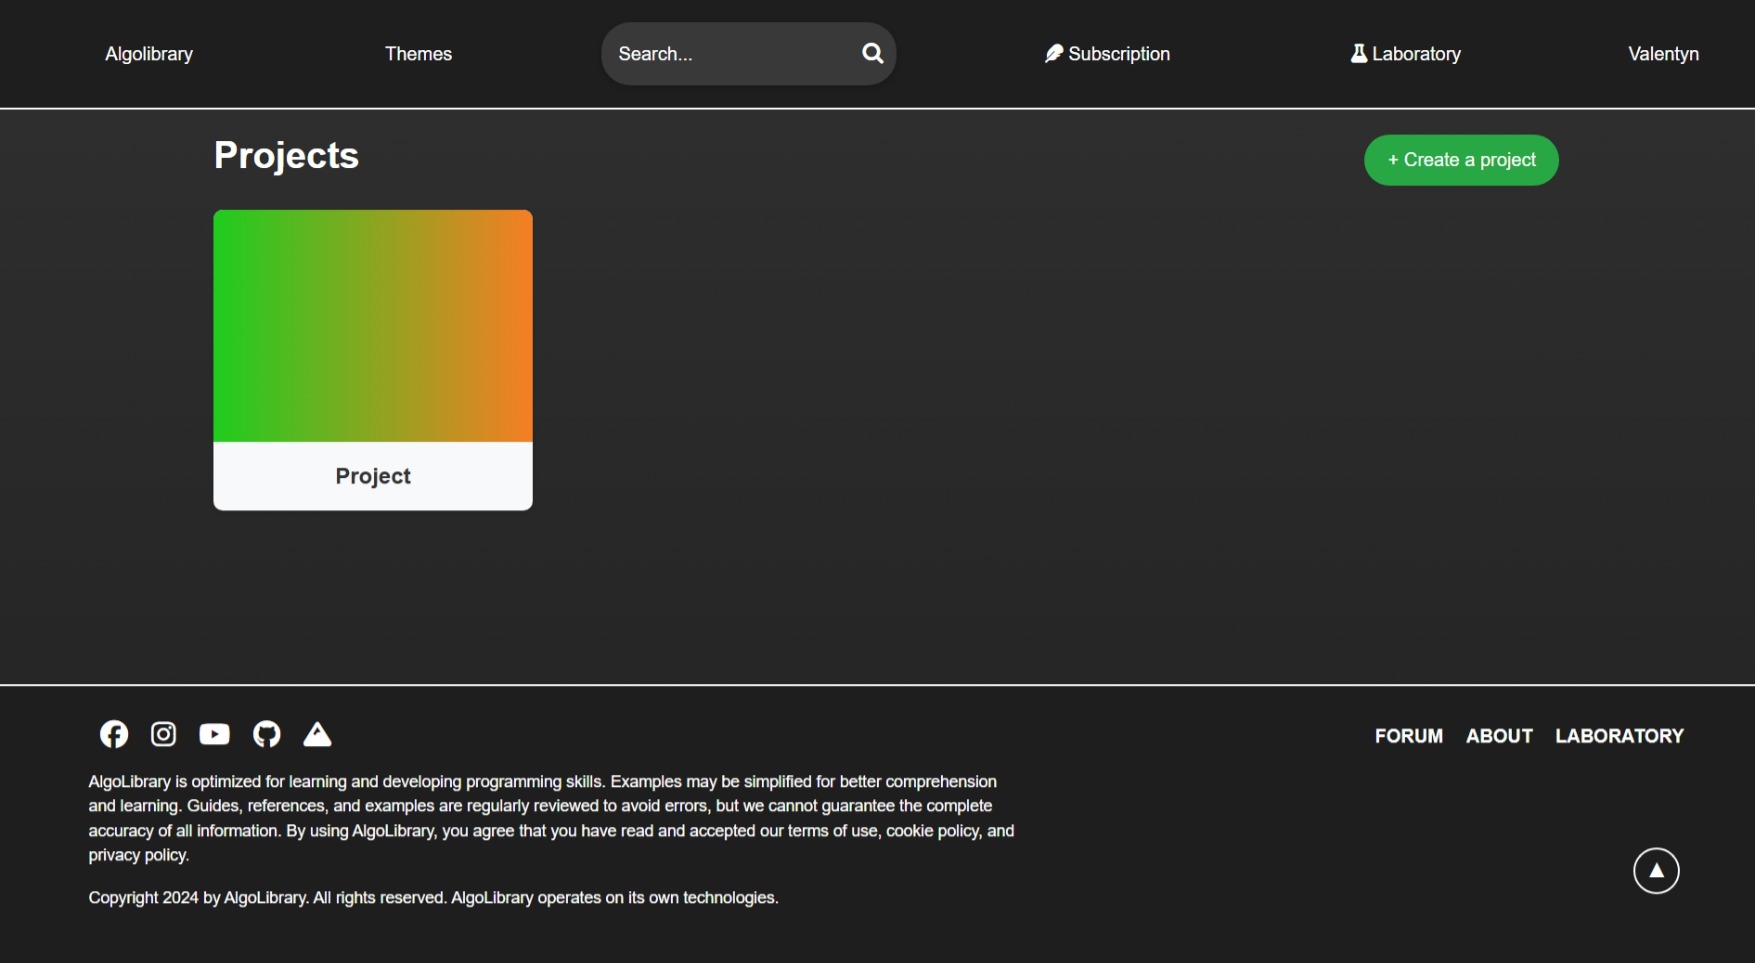 Algolibrary
Themes
Search...
Subscription
Laboratory
Valentyn
Projects
+ Create a project
Project
FORUM ABOUT LABORATORY
AlgoLibrary is optimized for learning and developing programming skills. Examples may be simplified for better comprehension
and learning. Guides, references, and examples are regularly reviewed to avoid errors, but we cannot guarantee the complete
accuracy of all information. By using AlgoLibrary, you agree that you have read and accepted our terms of use, cookie policy, and
privacy policy.
Copyright 2024 by AlgoLibrary. All rights reserved. AlgoLibrary operates on its own technologies.